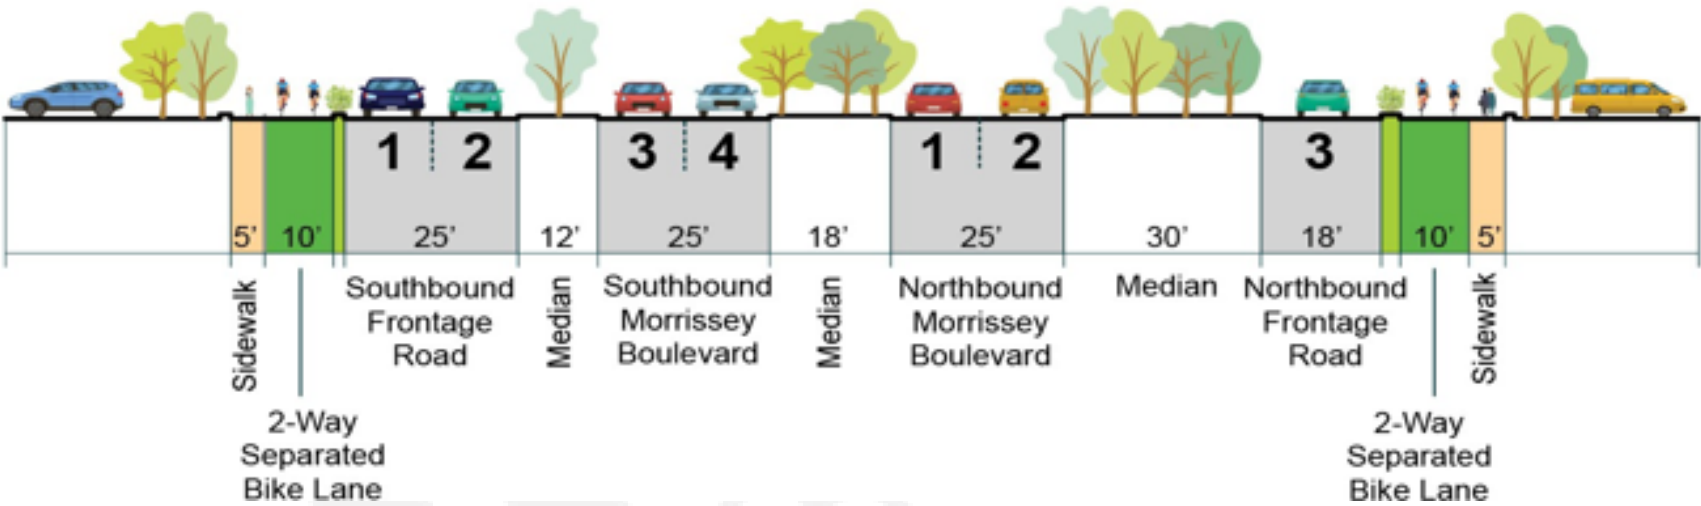 1 2 3 4 1 2 3
5’ 10’ 25’ 12’ 25’ 18’ 25’ 30’ 18’ 10’ 5’
Sidewalk
2-Way
Separated
Bike Lane
Southbound
Frontage
Road
Median
Southbound
Morrissey
Boulevard
Median
Northbound
Morrissey
Boulevard
Median
Northbound
Frontage
Road
2-Way
Separated
Bike Lane
Sidewalk